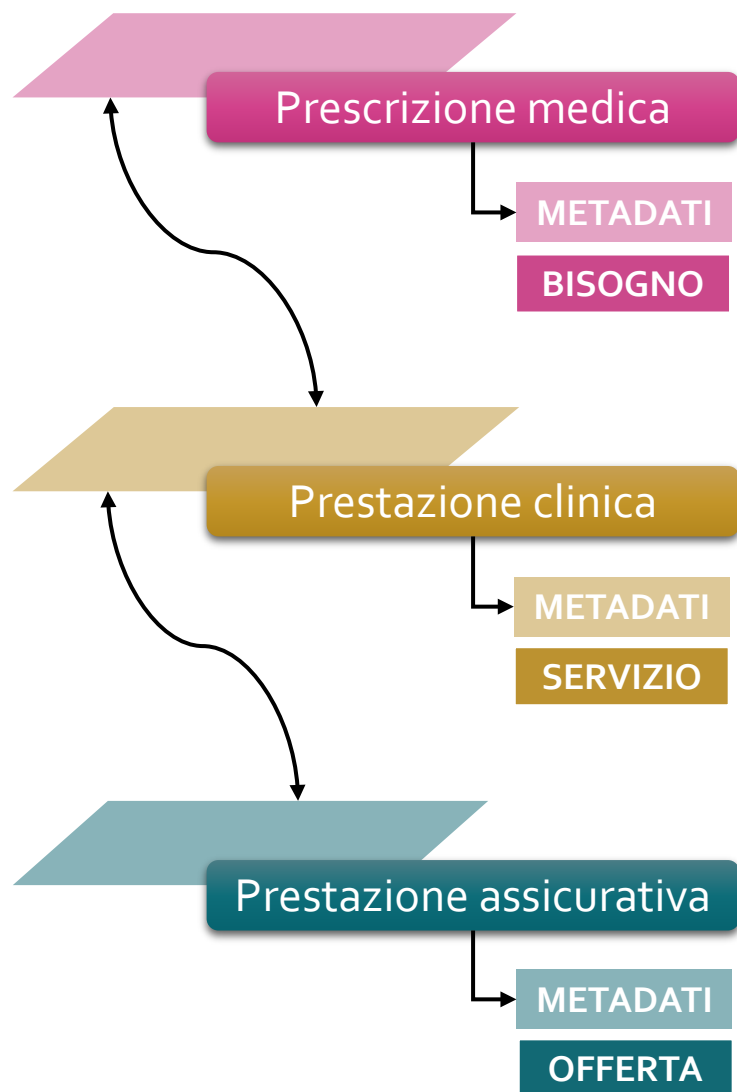 Prescrizione medica
METADATI
BISOGNO
Prestazione clinica
METADATI
SERVIZIO
Prestazione assicurativa
METADATI
OFFERTA